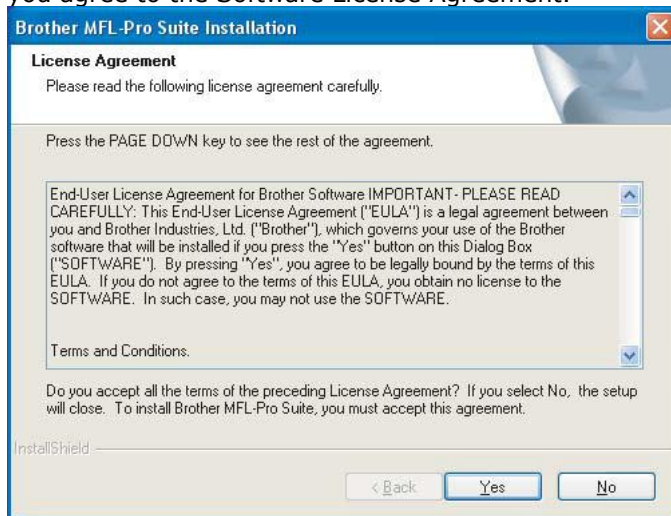 you agree to the Software License Agreement.
Brother MFL-Pro Suite Installation
License Agreement
Please read the following license agreement carefully.
Press the PAGE DOWN key to see the rest of the agreement.
End-User License Agreement for Brother Software IMPORTANT- PLEASE READ
CAREFULLY: This End-User License Agreement ("EULA") is a legal agreement between
you and Brother Industries, Ltd. ("Brother"), which governs your use of the Brother
software that will be installed if you press the "Yes" button on this Dialog Box
("SOFTWARE"). By pressing "Yes", you agree to be legally bound by the terms of this
EULA. If you do not agree to the terms of this EULA, you obtain no license to the
SOFTWARE. In such case, you may not use the SOFTWARE.
Terms and Conditions.
Do you accept all the terms of the preceding License Agreement? If you select No, the setup
will close. To install Brother MFL-Pro Suite, you must accept this agreement.
InstallShield
< Back Yes No